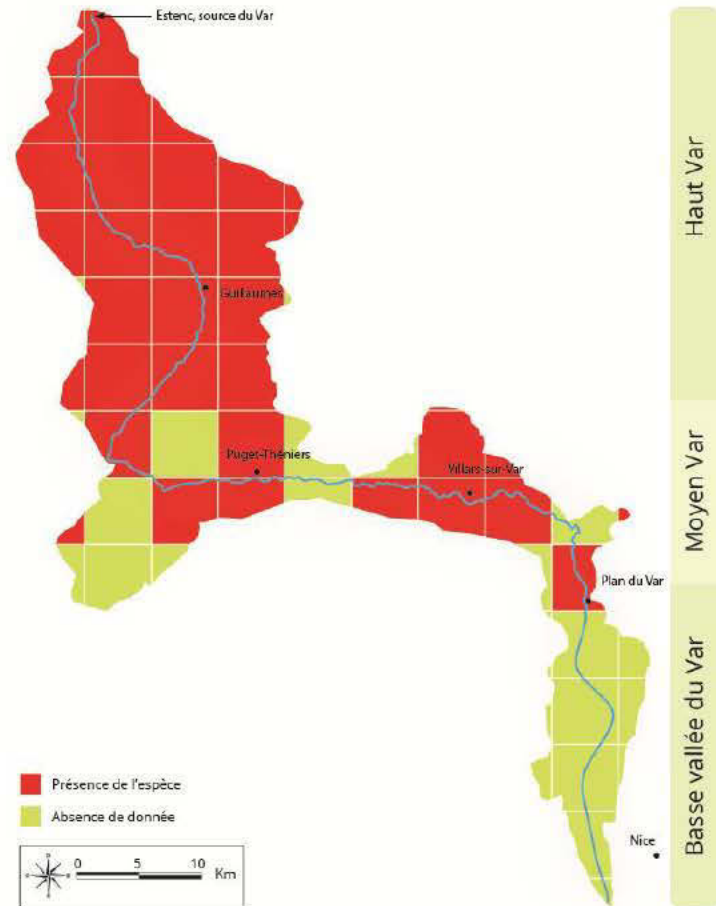 Estenc, source du Var
Haut Var
Guillaumes
Puget-Théniers
Villars-sur-Var
Moyen Var
Plan du Var
Basse vallée du Var
Présence de l'espèce
Absence de donnée
Nice
0 5 10 Km